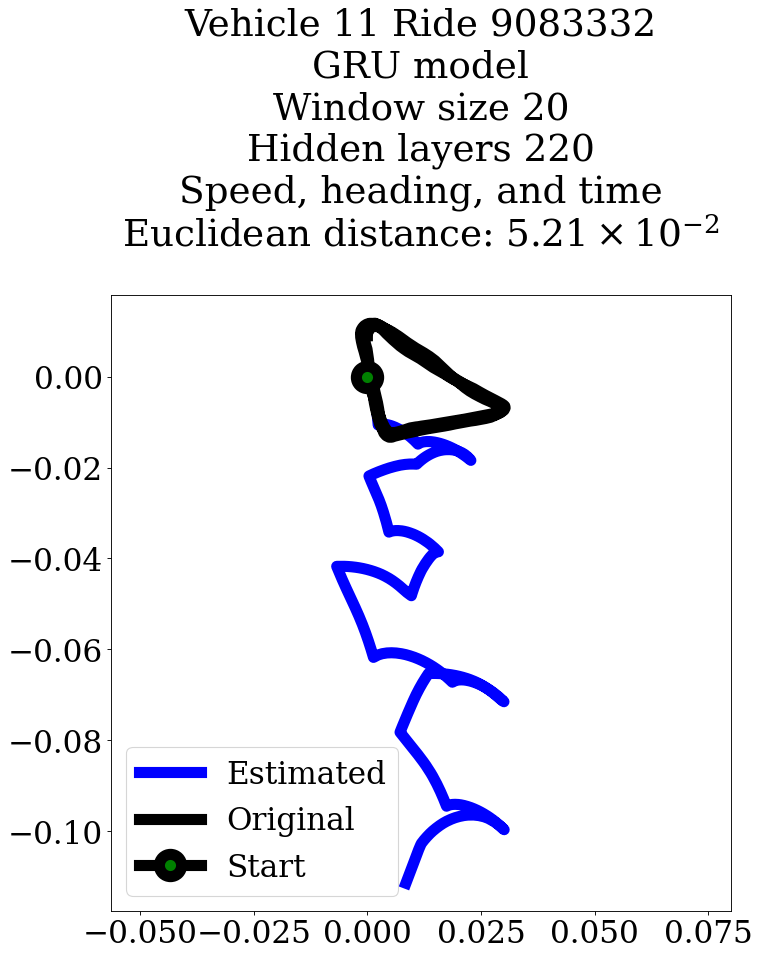 Vehicle 11 Ride 9083332
GRU model
Window size 20
Hidden layers 220
Speed, heading, and time
Euclidean distance: 5.21 × 10⁻²
0.00
−0.02
−0.04
−0.06
−0.08
−0.10
Estimated
Original
Start
−0.050 −0.025 0.000 0.025 0.050 0.075